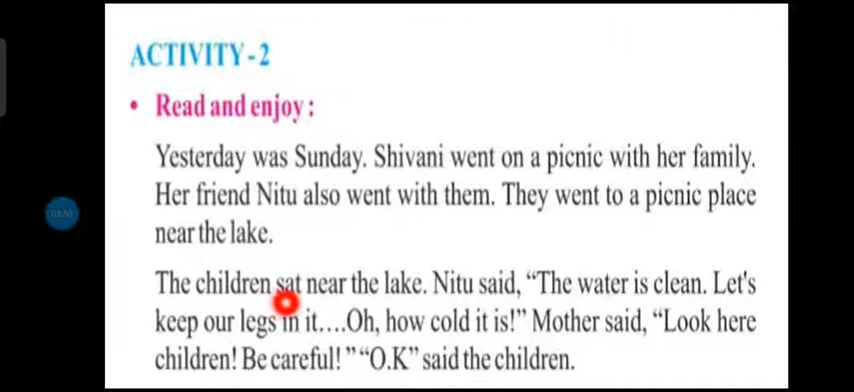 ACTIVITY-2
• Read and enjoy :
Yesterday was Sunday. Shivani went on a picnic with her family.
Her friend Nitu also went with them. They went to a picnic place
near the lake.
The children sat near the lake. Nitu said, “The water is clean. Let's
keep our legs in it....Oh, how cold it is!” Mother said, “Look here
children! Be careful! ” “O.K” said the children.